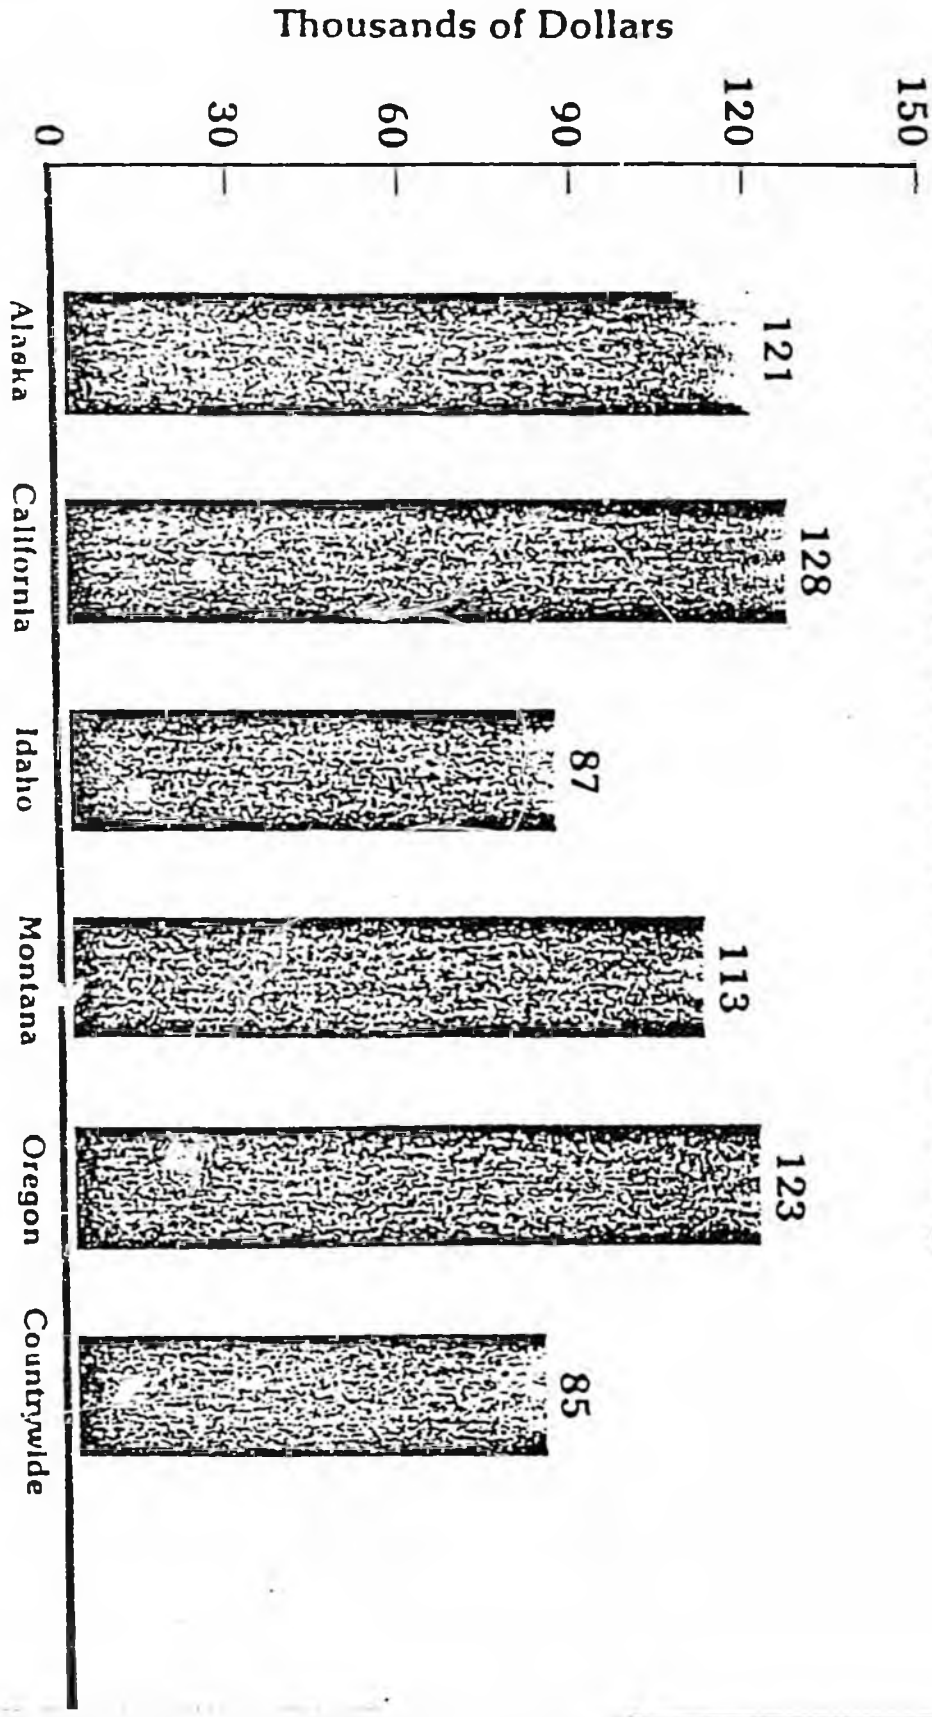 Thousands of Dollars
150
120
90
60
30
0
121
128
87
113
123
85
Alaska
California
Idaho
Montana
Oregon
Countrywide